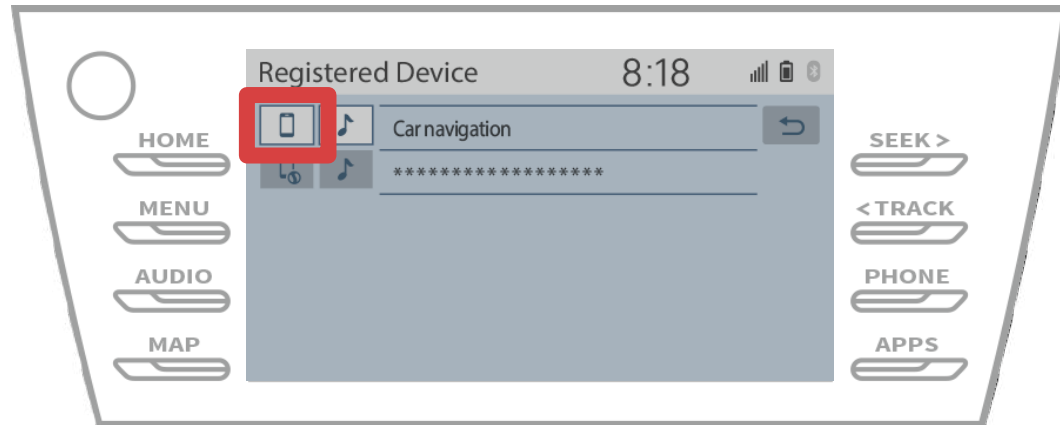 Registered Device 8:18
Car navigation
******************
HOME
MENU
AUDIO
MAP
SEEK >
< TRACK
PHONE
APPS